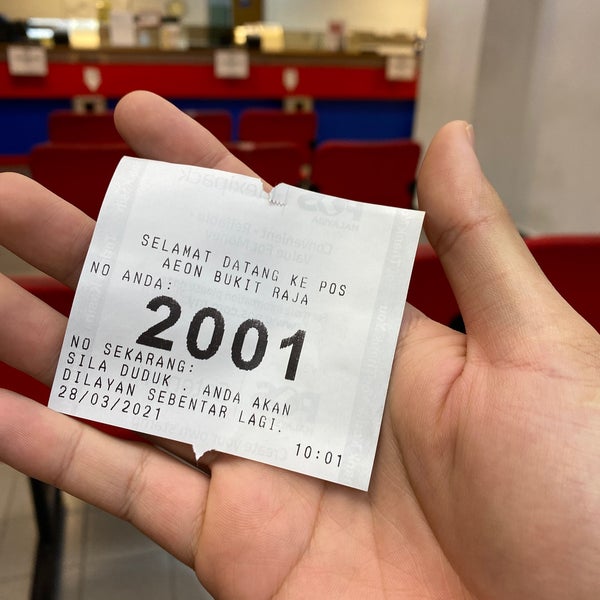 SELAMAT DATANG KE POS
AEON BUKIT RAJA
NO ANDA:
2001
NO SEKARANG:
SILA DUDUK . ANDA AKAN
DILAYAN SEBENTAR LAGI.
28/03/2021
10:01